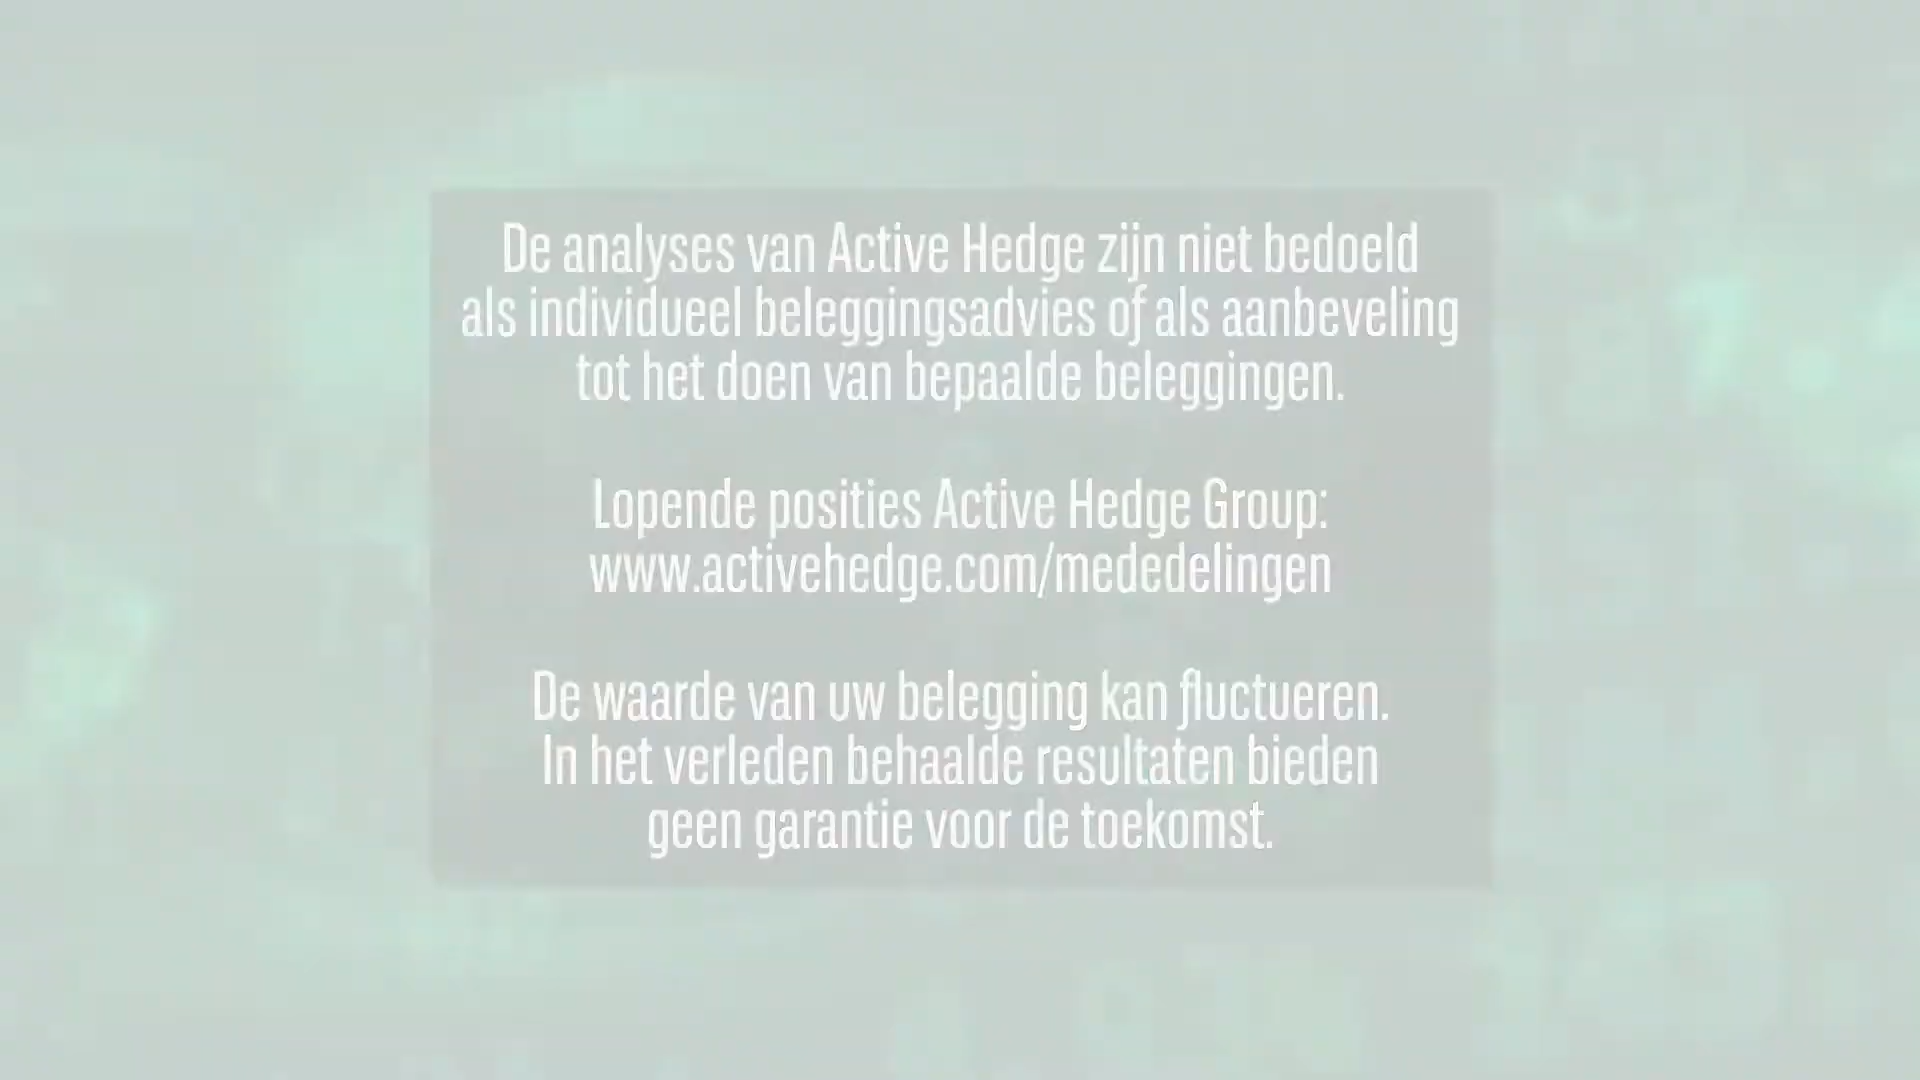 De analyses van Active Hedge zijn niet bedoeld
als individueel beleggingsadvies of als aanbeveling
tot het doen van bepaalde beleggingen.
Lopende posities Active Hedge Group:
www.activehedge.com/mededelingen
De waarde van uw belegging kan fluctueren.
In het verleden behaalde resultaten bieden
geen garantie voor de toekomst.